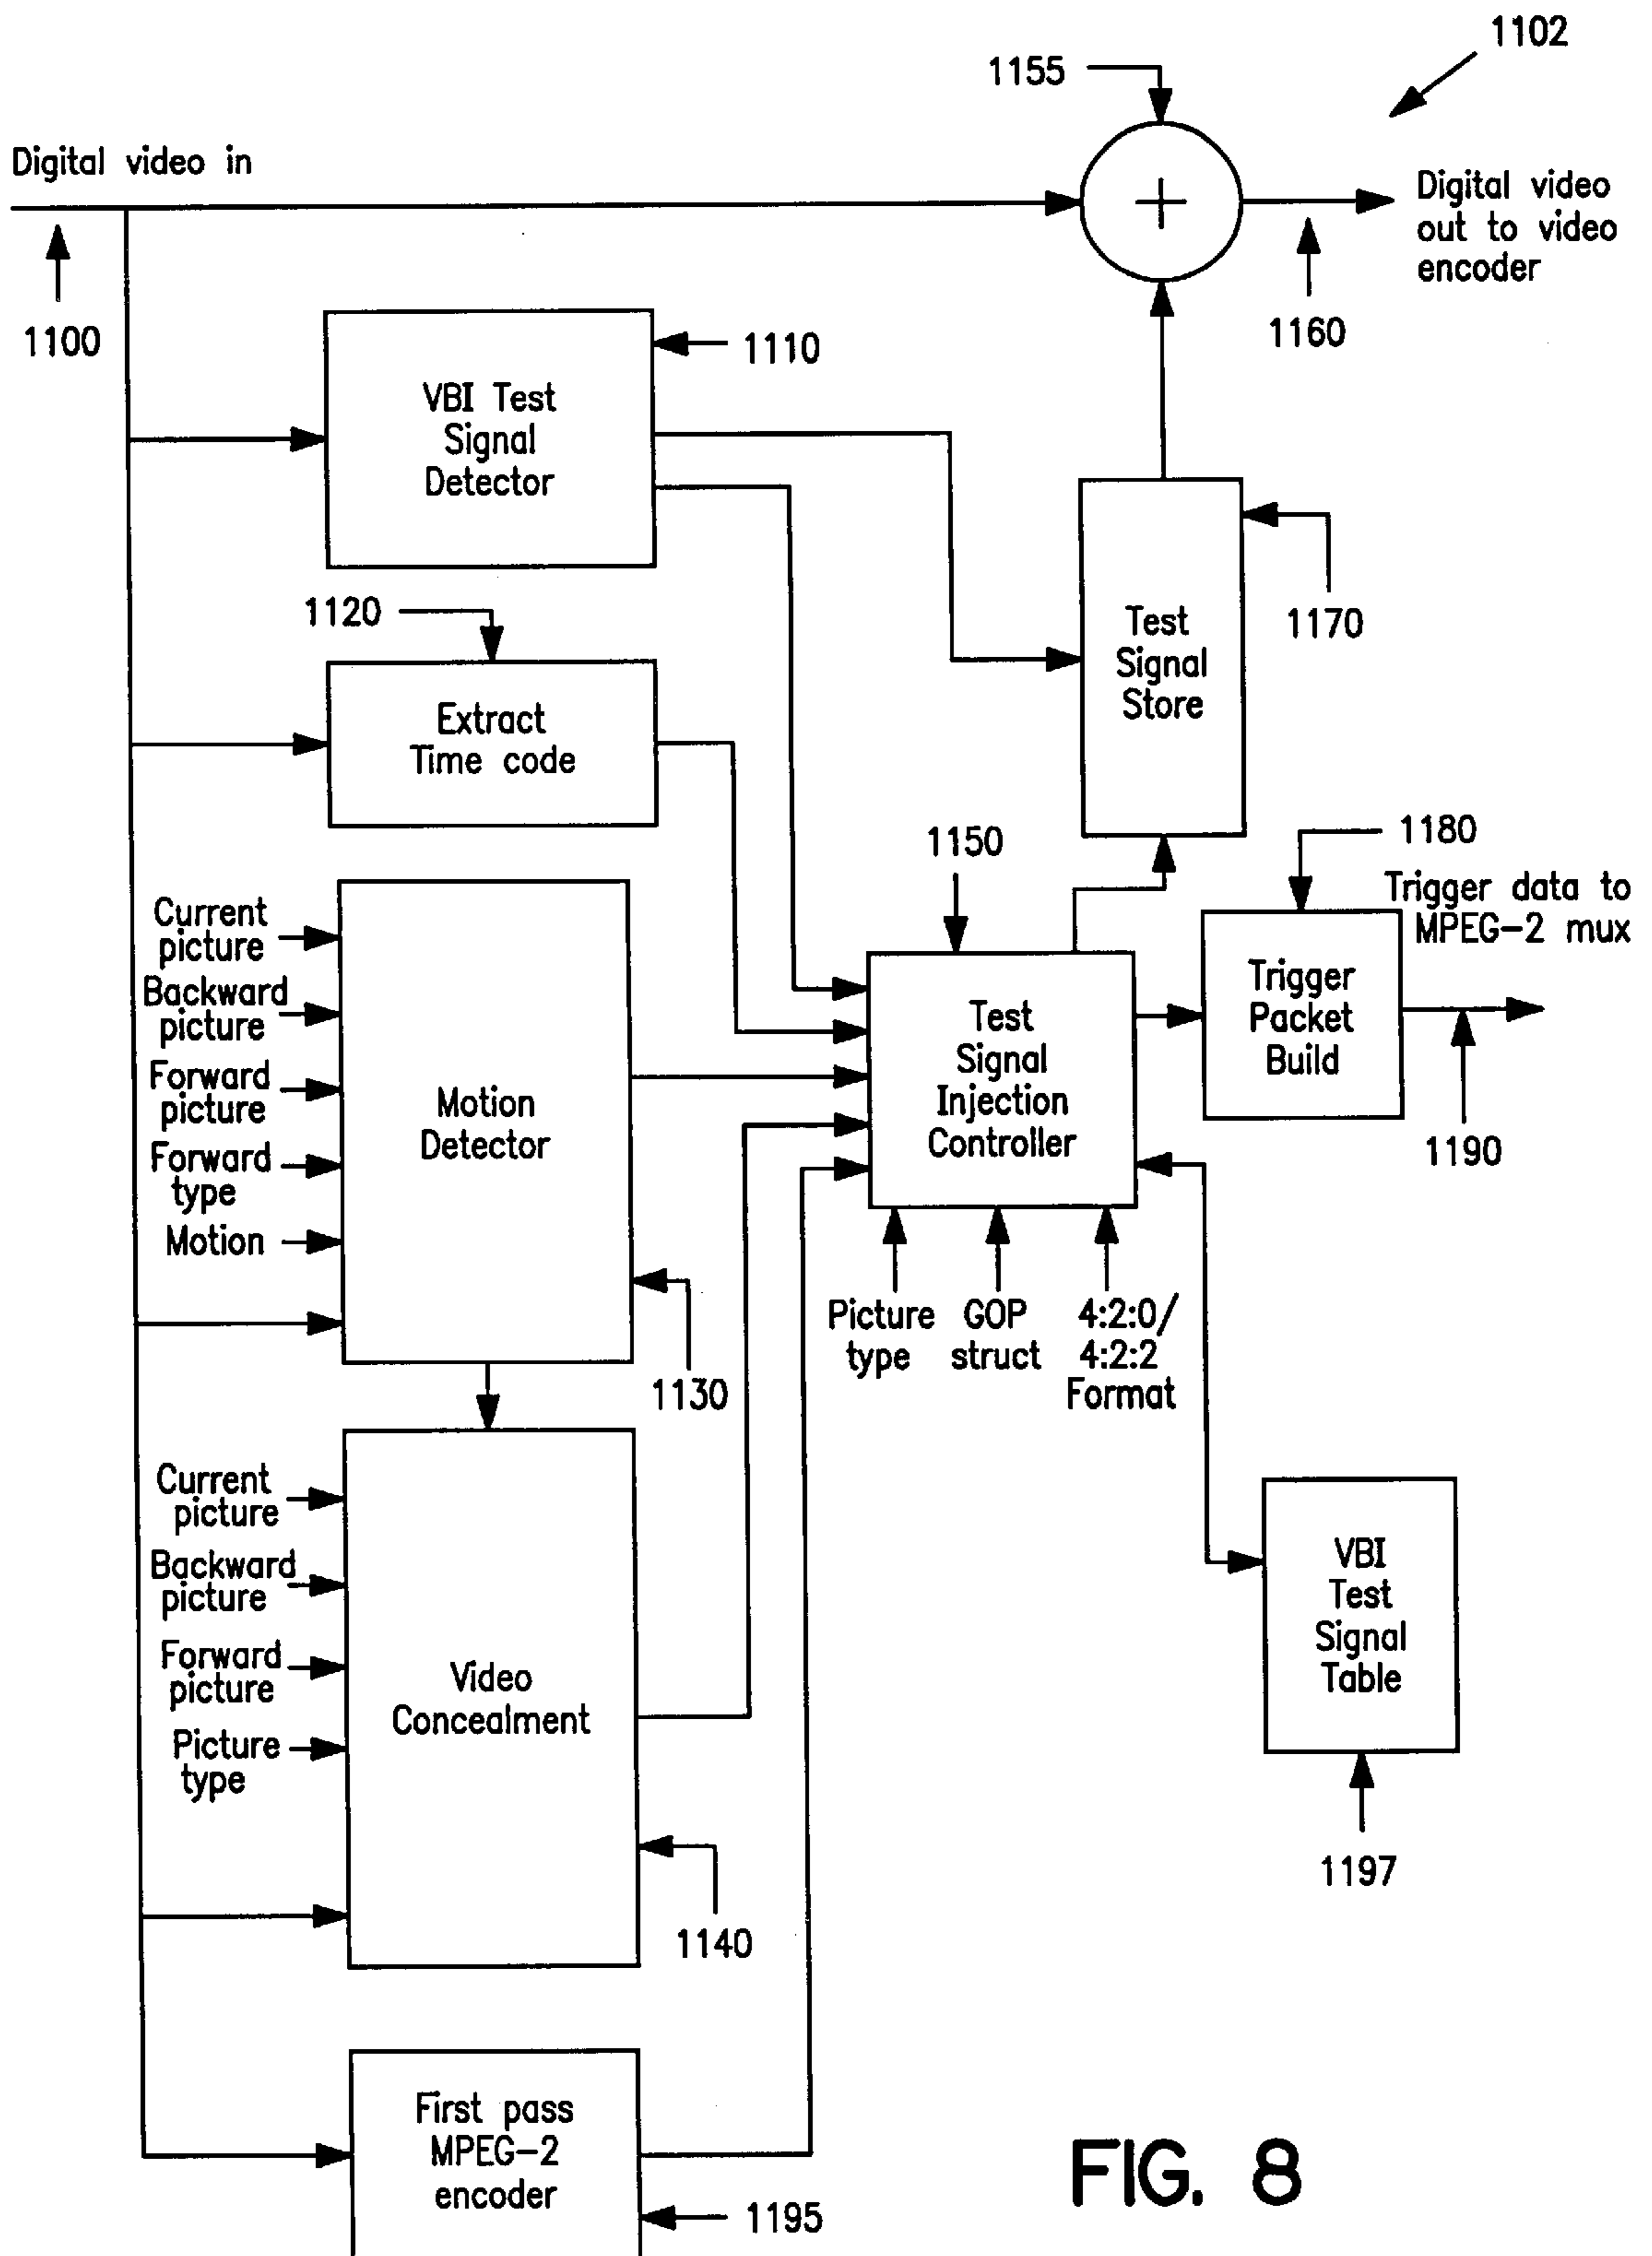 1102
1155
Digital video in
Digital video
out to video
encoder
1100
1160
1110
VBI Test
Signal
Detector
1120
1170
Test
Signal
Store
Extract
Time code
1150
1180
Trigger data to
MPEG-2 mux
Current
picture
Backward
picture
Forward
picture
Forward
type
Motion
Motion
Detector
Test
Signal
Injection
Controller
Trigger
Packet
Build
1190
Picture
type
GOP
struct
4:2:0/
4:2:2
Format
1130
Current
picture
Backward
picture
Forward
picture
Picture
type
Video
Concealment
VBI
Test
Signal
Table
1197
1140
First pass
MPEG-2
encoder
1195
FIG. 8